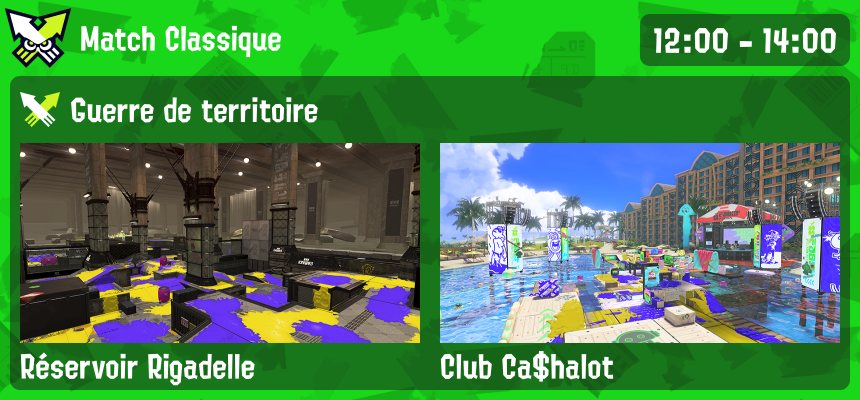 Match Classique
12:00 - 14:00
Guerre de territoire
Réservoir Rigadelle
Club Ca$halot